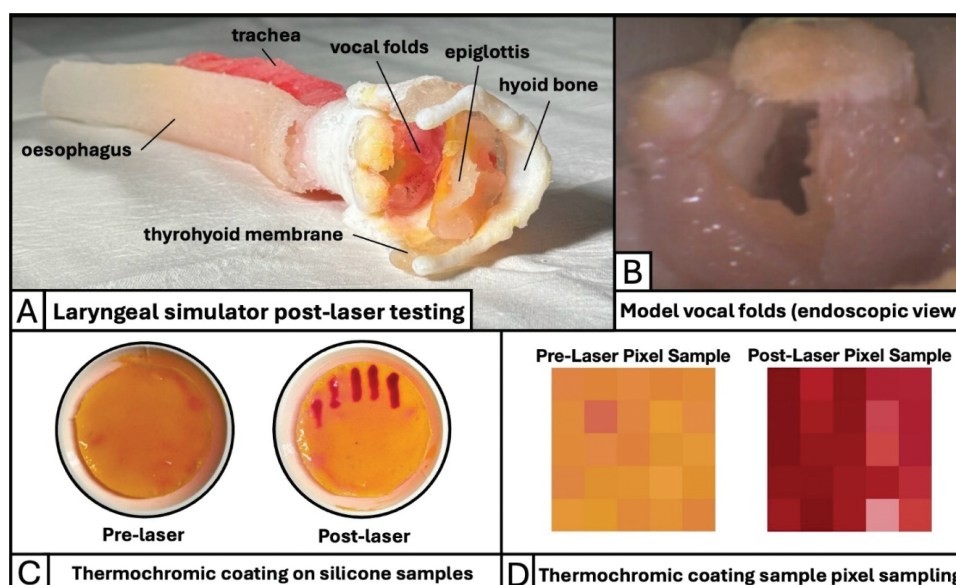 trachea
vocal folds
epiglottis
hyoid bone
oesophagus
thyrohyoid membrane
A Laryngeal simulator post-laser testing
B
Model vocal folds (endoscopic view
Pre-laser
Post-laser
C Thermochromic coating on silicone samples
Pre-Laser Pixel Sample
Post-Laser Pixel Sample
D Thermochromic coating sample pixel sampling